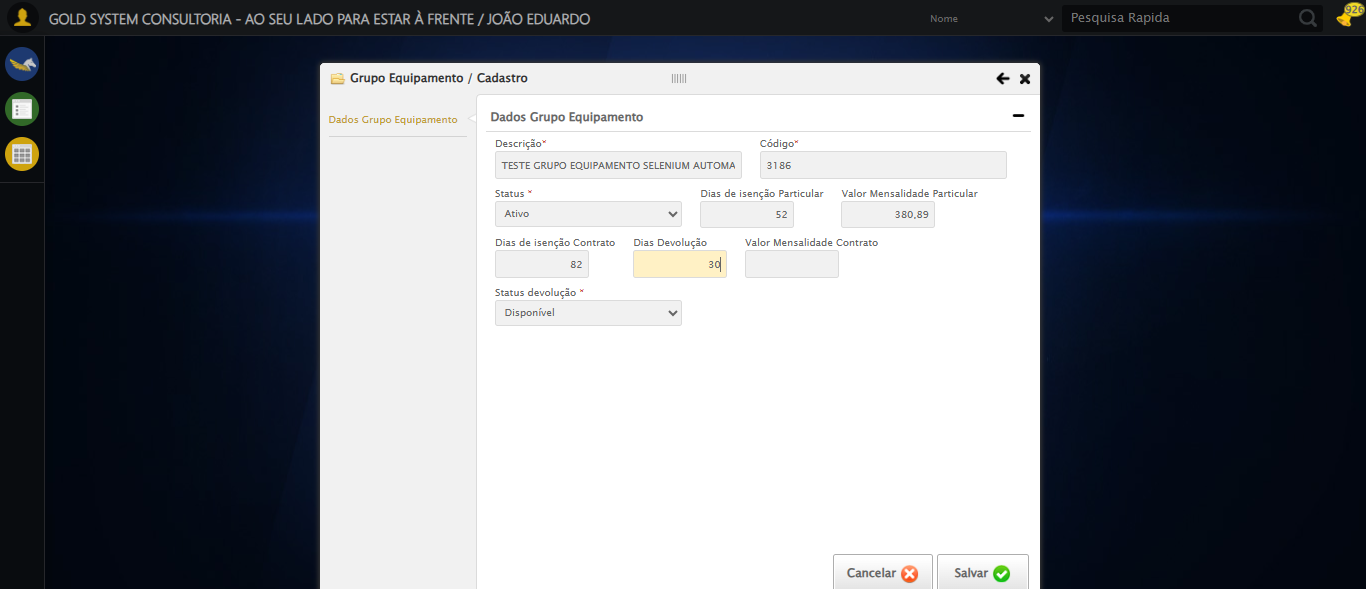 GOLD SYSTEM CONSULTORIA - AO SEU LADO PARA ESTAR À FRENTE / JOÃO EDUARDO
Nome
Pesquisa Rapida
926
Grupo Equipamento / Cadastro
Dados Grupo Equipamento
Dados Grupo Equipamento
Descrição* Código*
TESTE GRUPO EQUIPAMENTO SELENIUM AUTOMA 3186
Status * Dias de isenção Particular Valor Mensalidade Particular
Ativo 52 380,89
Dias de isenção Contrato Dias Devolução Valor Mensalidade Contrato
82 30
Status devolução *
Disponível
Cancelar Salvar